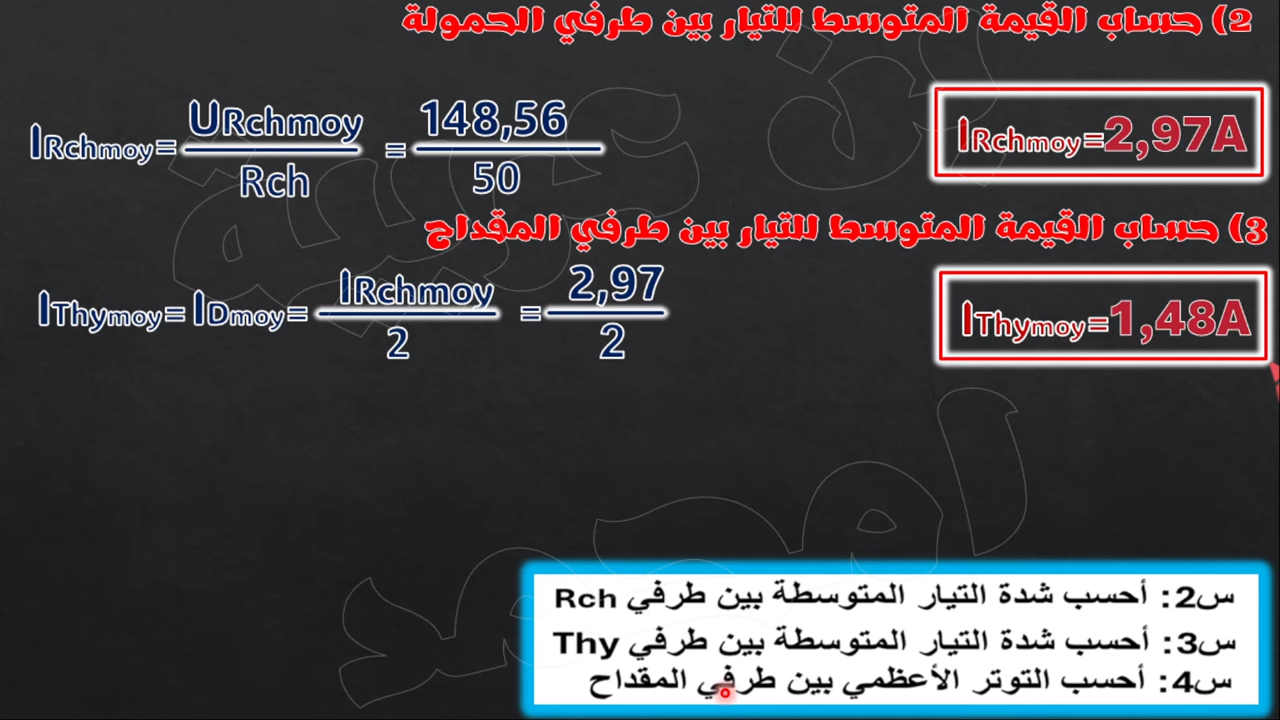 2) حساب القيمة المتوسط للتيار بين طرفي الحمولة
IRchmoy = URchmoy / Rch = 148,56 / 50
IRchmoy=2,97A
3) حساب القيمة المتوسط للتيار بين طرفي المقداح
IThymoy= IDmoy= IRchmoy / 2 = 2,97 / 2
IThymoy=1,48A
س2: أحسب شدة التيار المتوسطة بين طرفي Rch
س3: أحسب شدة التيار المتوسطة بين طرفي Thy
س4: أحسب التوتر الأعظمي بين طرفي المقداح